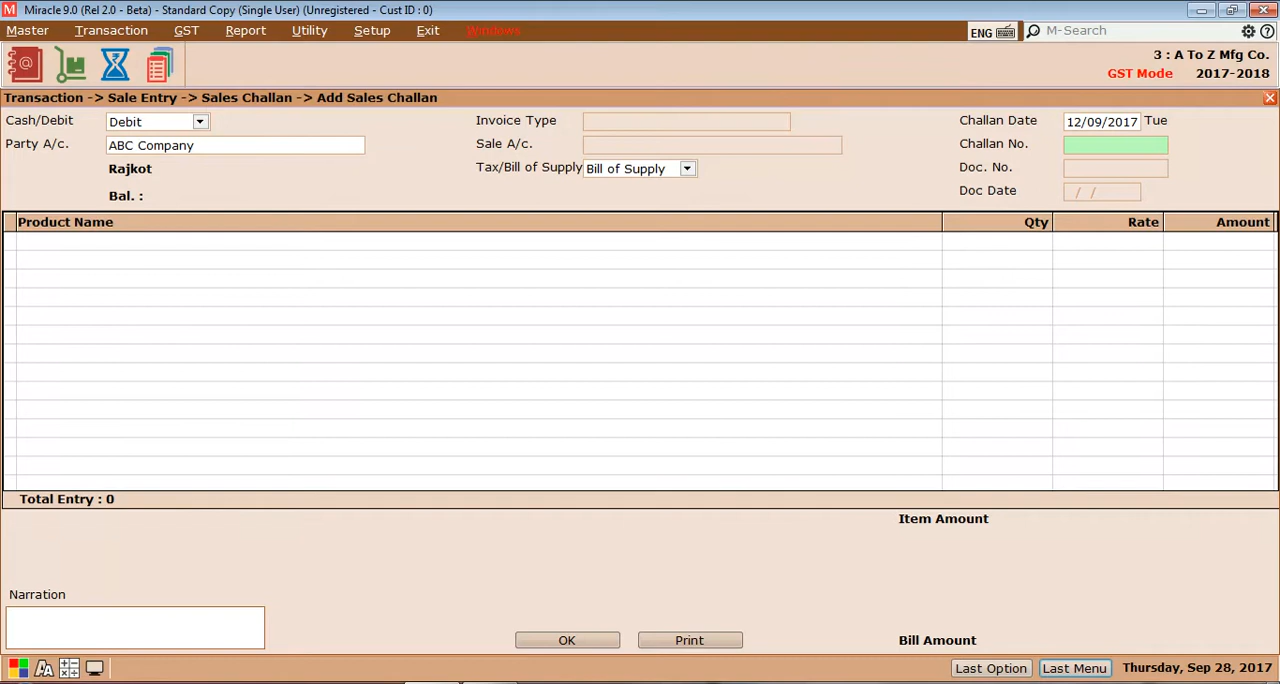 Miracle 9.0 (Rel 2.0 - Beta) - Standard Copy (Single User) (Unregistered - Cust ID : 0)
Master Transaction GST Report Utility Setup Exit Windows ENG M-Search
3 : A To Z Mfg Co.
GST Mode 2017-2018
Transaction -> Sale Entry -> Sales Challan -> Add Sales Challan
Cash/Debit Debit Invoice Type Challan Date 12/09/2017 Tue
Party A/c. ABC Company Sale A/c. Challan No.
Rajkot Tax/Bill of Supply Bill of Supply Doc. No.
Bal. : Doc Date / /
Product Name Qty Rate Amount
Total Entry : 0
Item Amount
Narration
OK Print Bill Amount
Last Option Last Menu Thursday, Sep 28, 2017